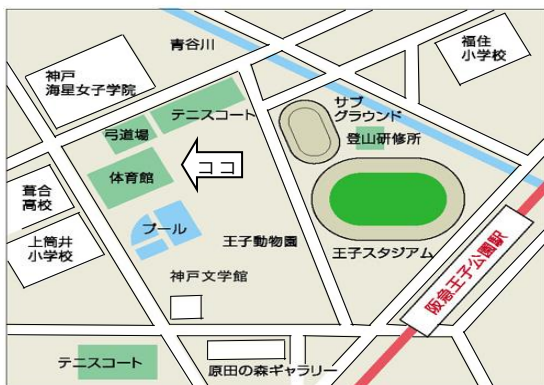 青谷川
福住
小学校
神戸
海星女子学院
テニスコート
サブ
グラウンド
弓道場
登山研修所
ココ
体育館
葺合
高校
プール
王子動物園
上筒井
小学校
王子スタジアム
阪急王子公園駅
神戸文学館
テニスコート
原田の森ギャラリー